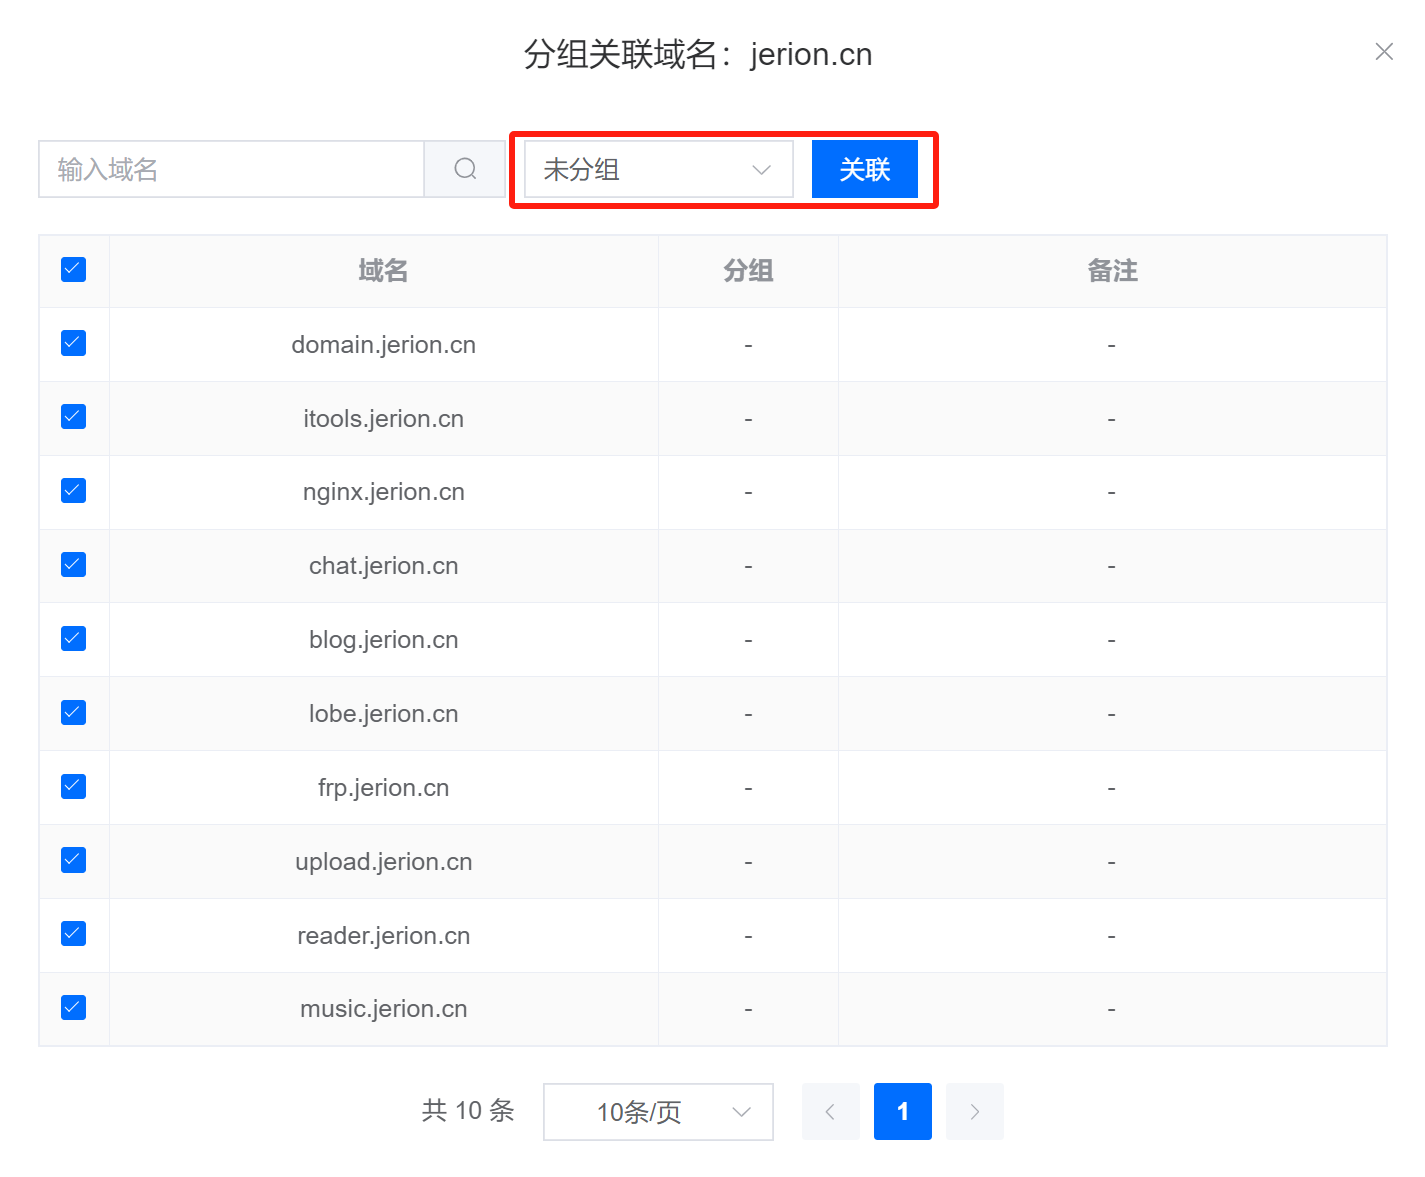 分组关联域名：jerion.cn
输入域名 未分组 关联
域名 分组 备注
domain.jerion.cn - -
itools.jerion.cn - -
nginx.jerion.cn - -
chat.jerion.cn - -
blog.jerion.cn - -
lobe.jerion.cn - -
frp.jerion.cn - -
upload.jerion.cn - -
reader.jerion.cn - -
music.jerion.cn - -
共 10 条 10条/页 1